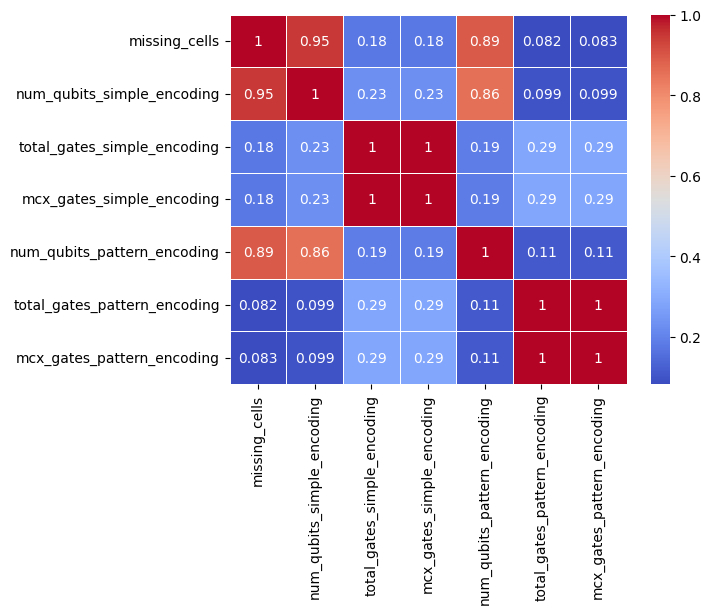 missing_cells 1 0.95 0.18 0.18 0.89 0.082 0.083
num_qubits_simple_encoding 0.95 1 0.23 0.23 0.86 0.099 0.099
total_gates_simple_encoding 0.18 0.23 1 1 0.19 0.29 0.29
mcx_gates_simple_encoding 0.18 0.23 1 1 0.19 0.29 0.29
num_qubits_pattern_encoding 0.89 0.86 0.19 0.19 1 0.11 0.11
total_gates_pattern_encoding 0.082 0.099 0.29 0.29 0.11 1 1
mcx_gates_pattern_encoding 0.083 0.099 0.29 0.29 0.11 1 1
missing_cells
num_qubits_simple_encoding
total_gates_simple_encoding
mcx_gates_simple_encoding
num_qubits_pattern_encoding
total_gates_pattern_encoding
mcx_gates_pattern_encoding
1.0
0.8
0.6
0.4
0.2